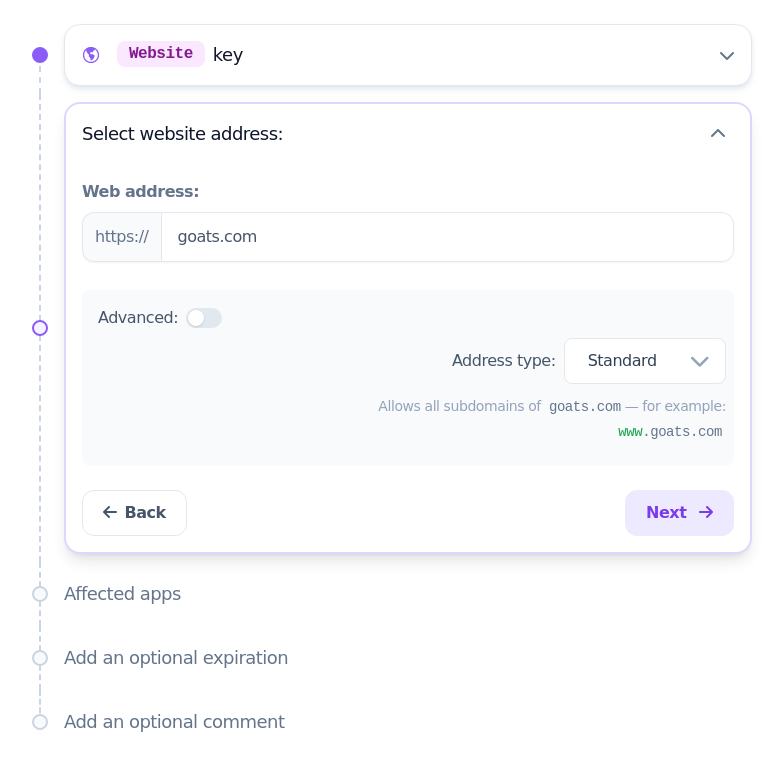 Website key
Select website address:
Web address:
https:// goats.com
Advanced:
Address type: Standard
Allows all subdomains of goats.com — for example:
www.goats.com
Back Next
Affected apps
Add an optional expiration
Add an optional comment